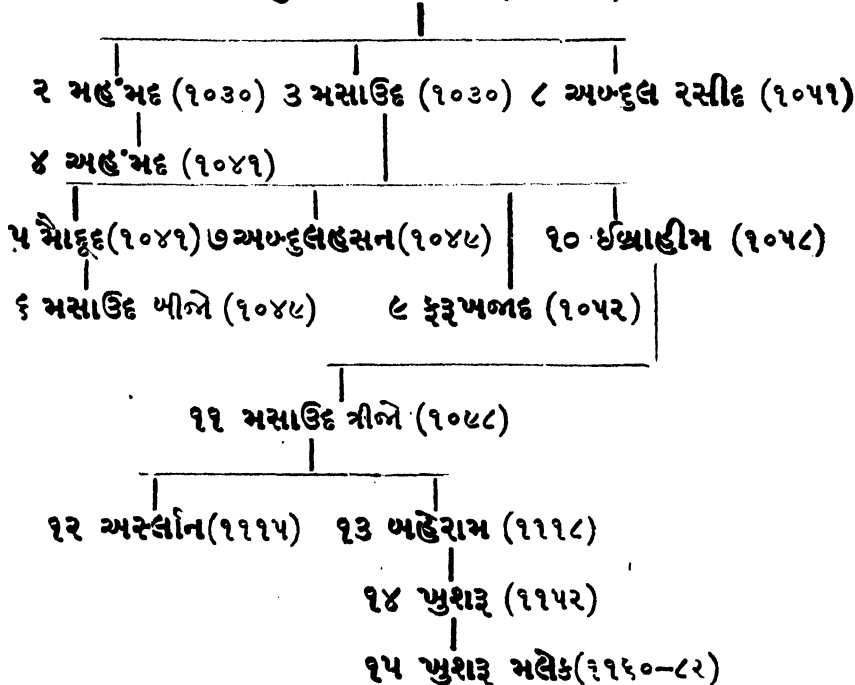 ૨ મહંમદ (૧૦૩૦) ૩ મસાઉદ (૧૦૩૦) ૮ અબ્દુલ રસીદ (૧૦૫૧)
૪ અહંમદ (૧૦૪૧)
૫ મૌદૂદ(૧૦૪૧) ૭ અબ્દુલહસન(૧૦૪૯) ૧૦ ઈબ્રાહીમ (૧૦૫૮)
૬ મસાઉદ બીજો (૧૦૪૯) ૯ ફરૂખજાદ (૧૦૫૨)
૧૧ મસાઉદ ત્રીજો (૧૦૯૮)
૧૨ અર્સ્લાન(૧૧૧૫) ૧૩ બહેરામ (૧૧૧૮)
૧૪ ખુશરૂ (૧૧૫૨)
૧૫ ખુશરૂ મલેક(૧૧૬૦–૮૨)